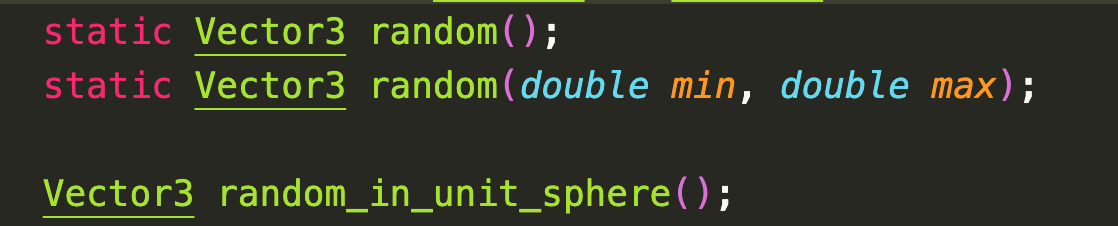 static Vector3 random();
static Vector3 random(double min, double max);
Vector3 random_in_unit_sphere();